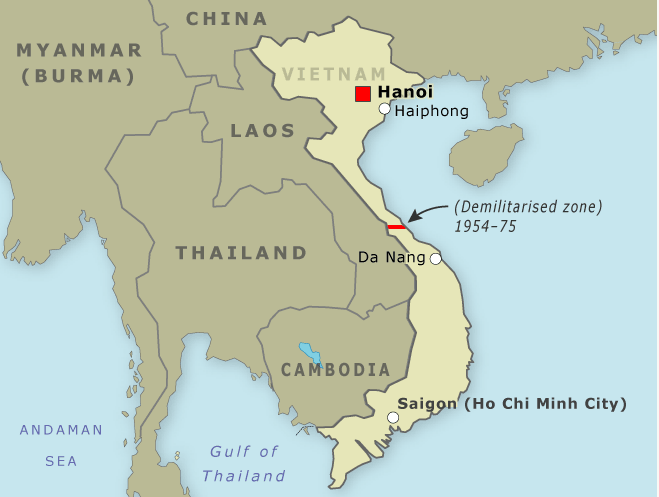 CHINA
MYANMAR
(BURMA)
VIETNAM
Hanoi
Haiphong
LAOS
(Demilitarised zone)
1954–75
THAILAND
Da Nang
CAMBODIA
Saigon (Ho Chi Minh City)
ANDAMAN
SEA
Gulf of
Thailand